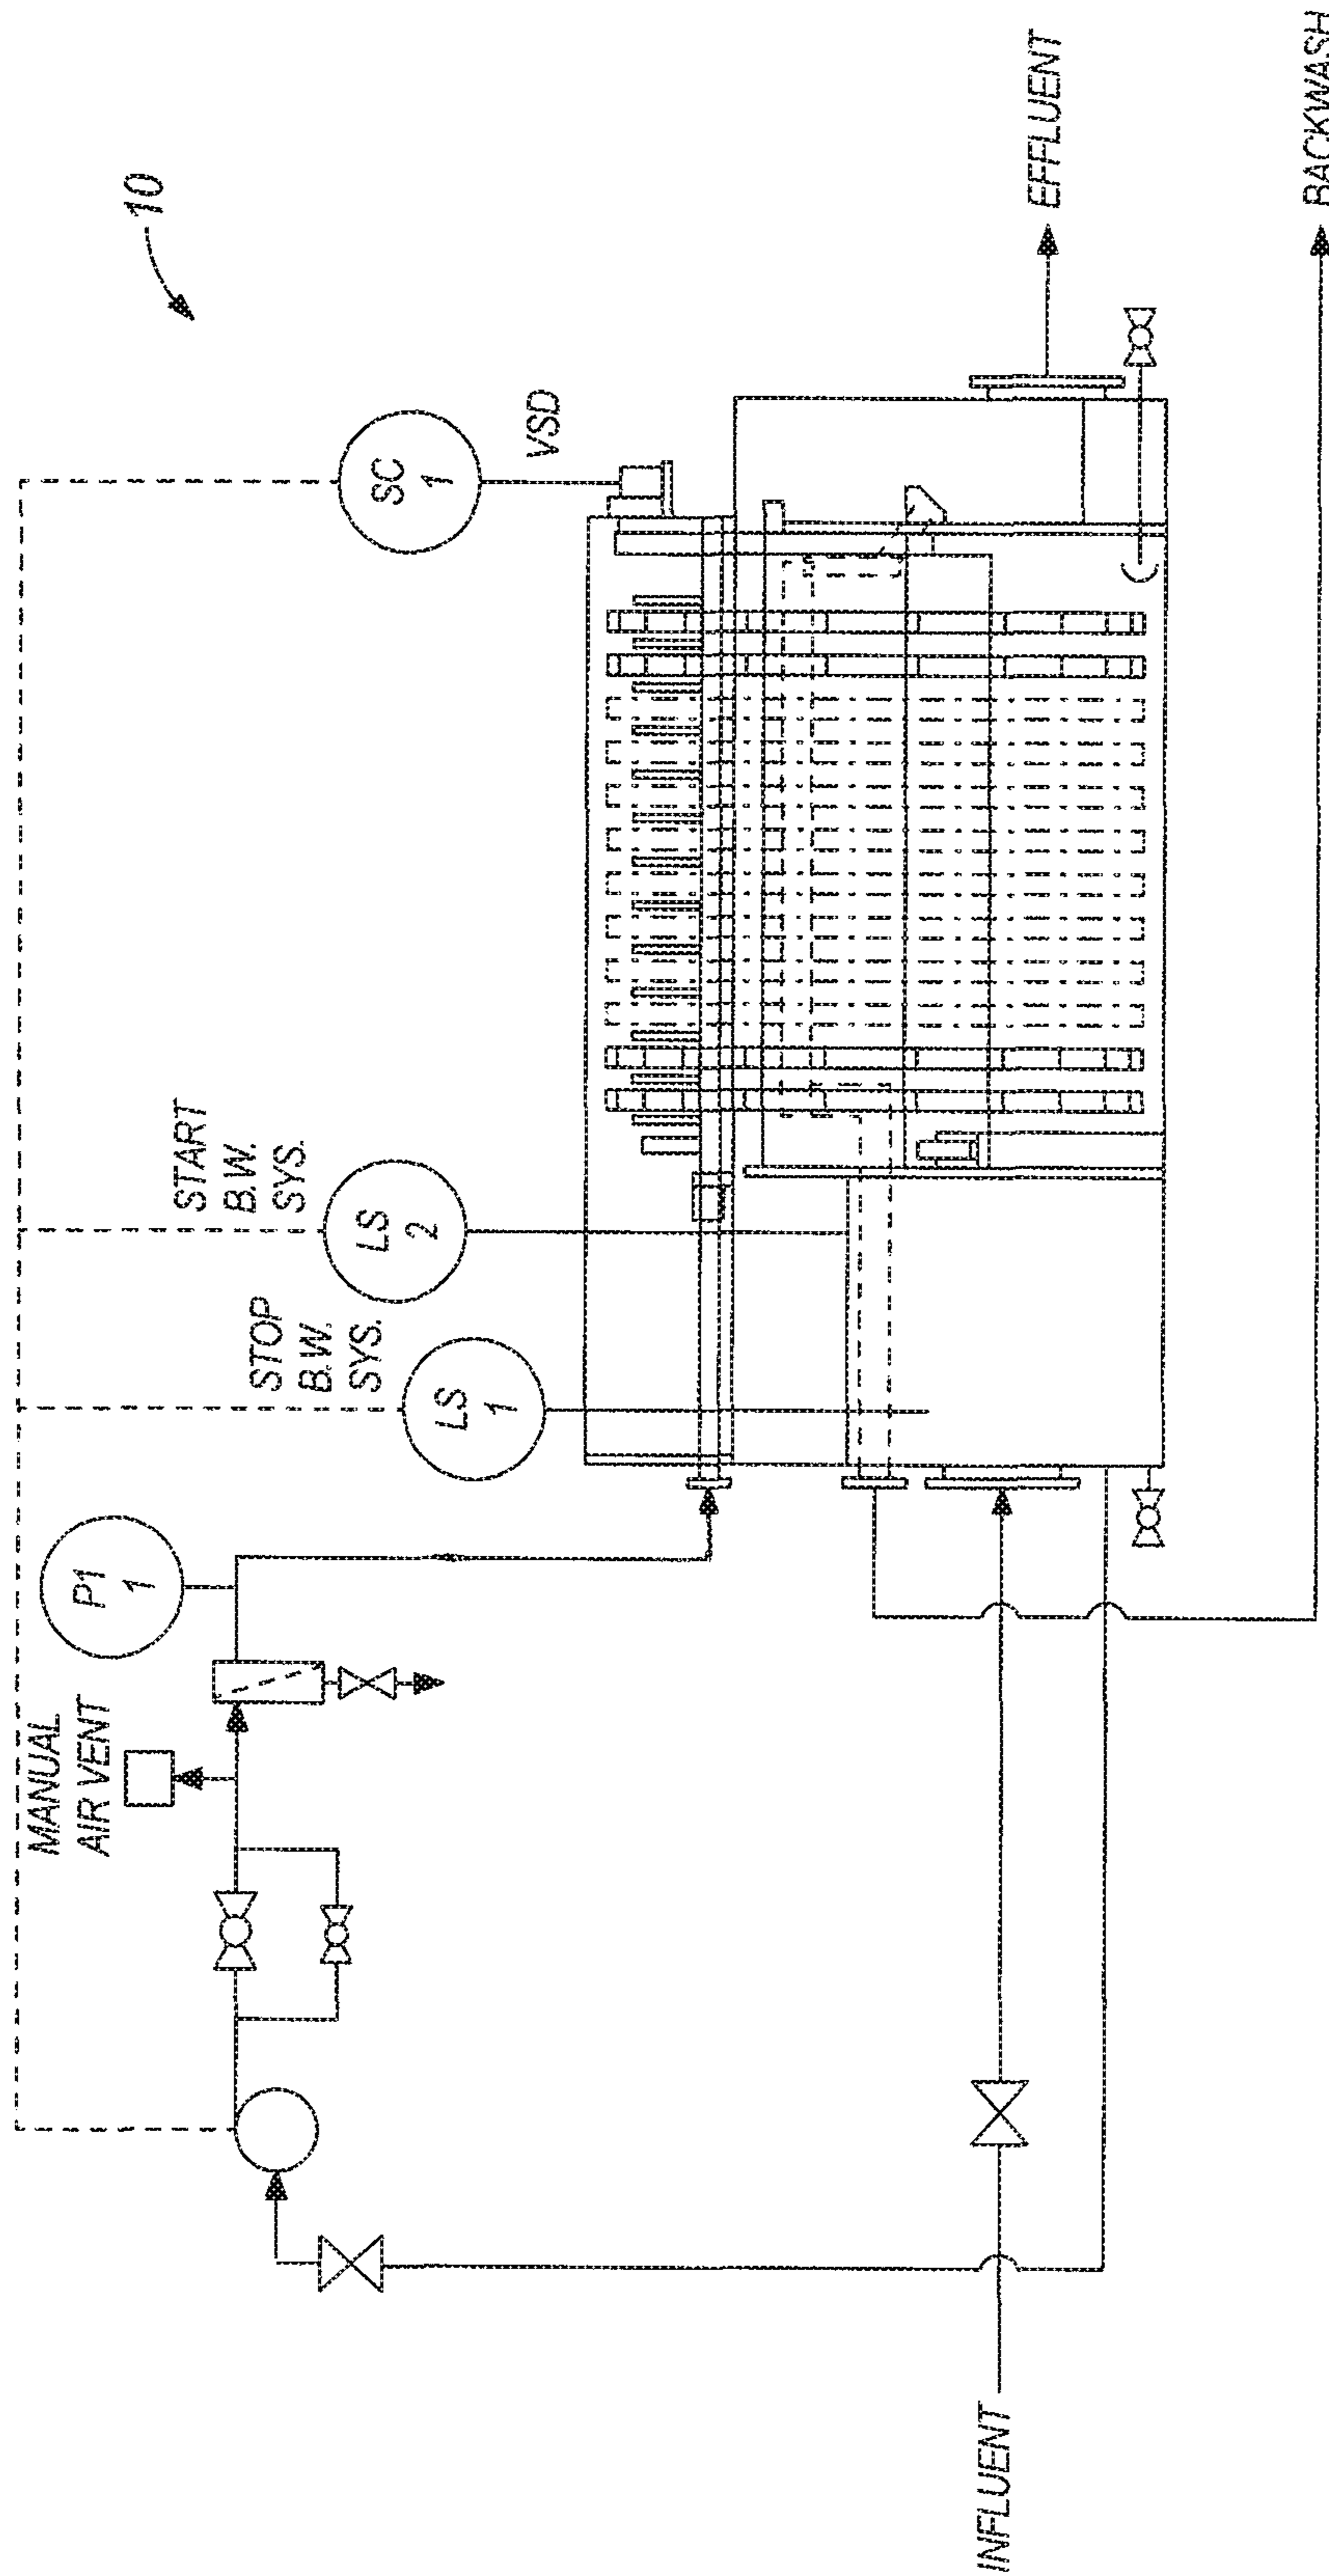 10
MANUAL
AIR VENT
P1
1
STOP
B.W.
SYS.
LS
1
START
B.W.
SYS.
LS
2
SC
1
VSD
INFLUENT
EFFLUENT
BACKWASH